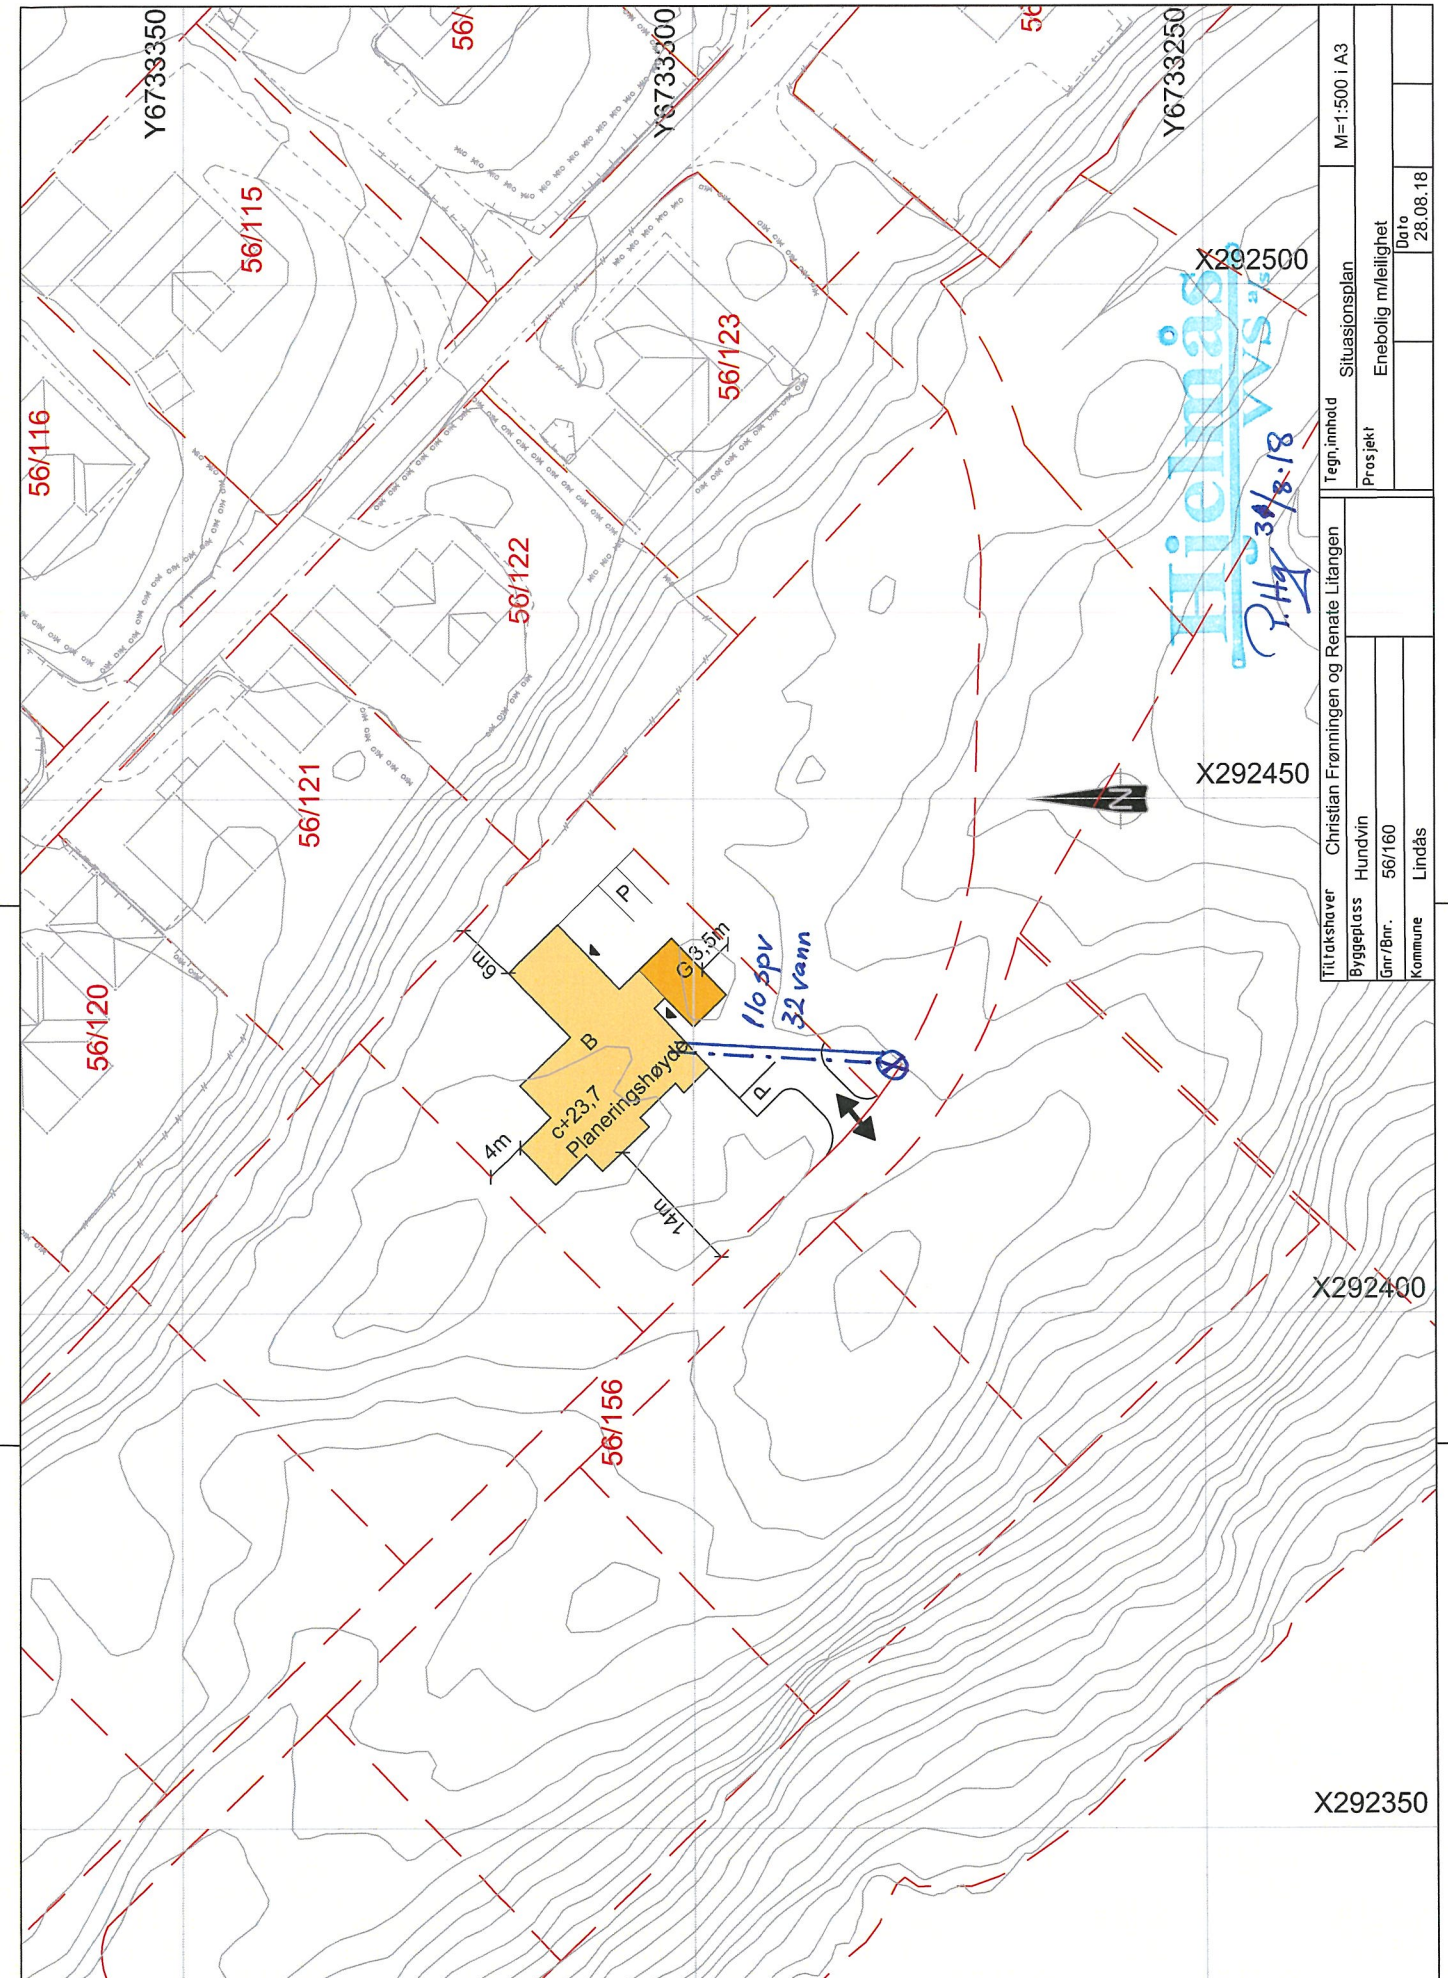 Y6733350
Y6733300
Y6733250
56/
56
56/115
56/116
56/123
56/122
56/121
56/120
56/156
X292500
X292450
X292400
X292350
6m
4m
14m
3,5m
P
P
G
B
c+23,7
Planeringshøyde
110 spv
32 vann
N
Hjelmås
VVS a/s
31/8-18
Tiltakshaver Christian Frønningen og Renate Litangen
Byggeplass Hundvin
Gnr/Bnr. 56/160
Kommune Lindås
Tegn.innhold Situasjonsplan
M=1:500 i A3
Prosjekt Enebolig m/leilighet
Dato 28.08.18